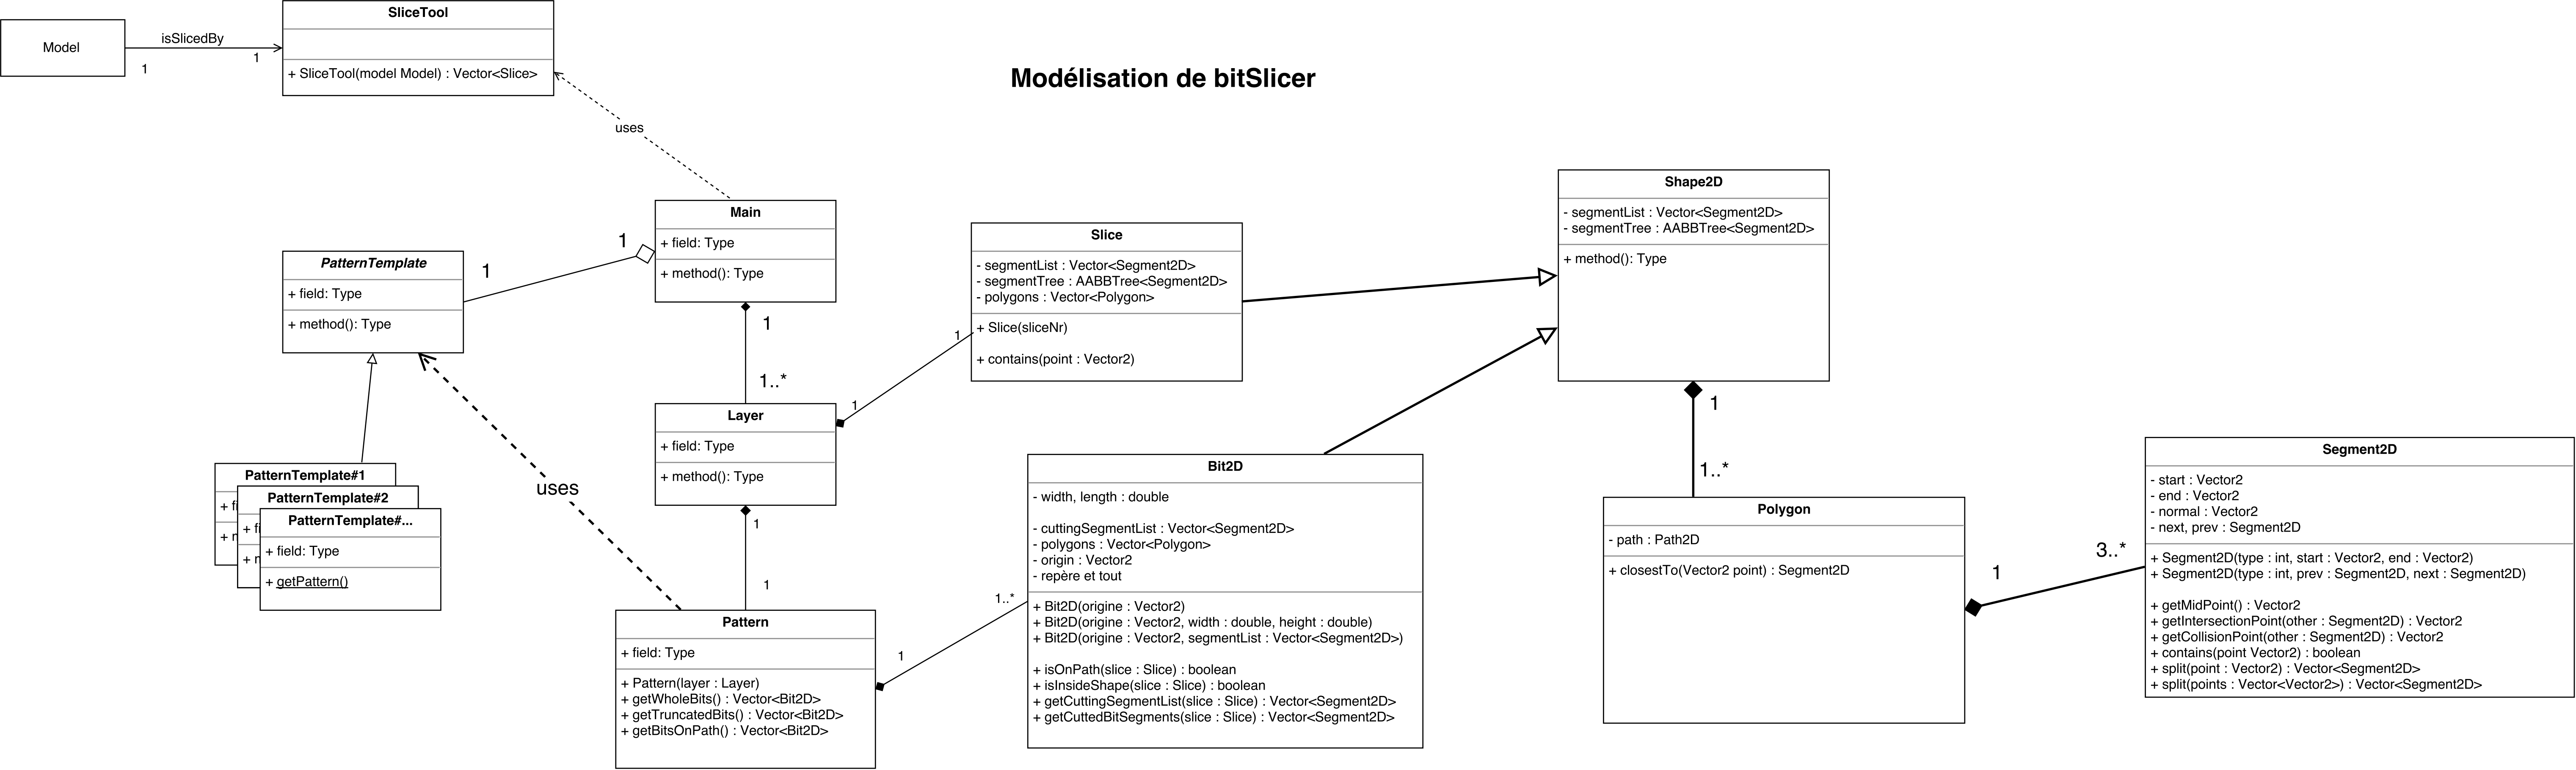 Modélisation de bitSlicer
Model
isSlicedBy
1
1
SliceTool
+ SliceTool(model Model) : Vector<Slice>
uses
Main
+ field: Type
+ method(): Type
1
1
PatternTemplate
+ field: Type
+ method(): Type
1
1..*
Layer
+ field: Type
+ method(): Type
1
1
Slice
- segmentList : Vector<Segment2D>
- segmentTree : AABBTree<Segment2D>
- polygons : Vector<Polygon>
+ Slice(sliceNr)
+ contains(point : Vector2)
Shape2D
- segmentList : Vector<Segment2D>
- segmentTree : AABBTree<Segment2D>
+ method(): Type
1
1..*
PatternTemplate#1
+ fi
+ n
PatternTemplate#2
+ fi
+ n
PatternTemplate#...
+ field: Type
+ getPattern()
uses
1
1
Pattern
+ field: Type
+ Pattern(layer : Layer)
+ getWholeBits() : Vector<Bit2D>
+ getTruncatedBits() : Vector<Bit2D>
+ getBitsOnPath() : Vector<Bit2D>
1
1..*
Bit2D
- width, length : double
- cuttingSegmentList : Vector<Segment2D>
- polygons : Vector<Polygon>
- origin : Vector2
- repère et tout
+ Bit2D(origine : Vector2)
+ Bit2D(origine : Vector2, width : double, height : double)
+ Bit2D(origine : Vector2, segmentList : Vector<Segment2D>)
+ isOnPath(slice : Slice) : boolean
+ isInsideShape(slice : Slice) : boolean
+ getCuttingSegmentList(slice : Slice) : Vector<Segment2D>
+ getCuttedBitSegments(slice : Slice) : Vector<Segment2D>
Polygon
- path : Path2D
+ closestTo(Vector2 point) : Segment2D
1
3..*
Segment2D
- start : Vector2
- end : Vector2
- normal : Vector2
- next, prev : Segment2D
+ Segment2D(type : int, start : Vector2, end : Vector2)
+ Segment2D(type : int, prev : Segment2D, next : Segment2D)
+ getMidPoint() : Vector2
+ getIntersectionPoint(other : Segment2D) : Vector2
+ getCollisionPoint(other : Segment2D) : Vector2
+ contains(point Vector2) : boolean
+ split(point : Vector2) : Vector<Segment2D>
+ split(points : Vector<Vector2>) : Vector<Segment2D>